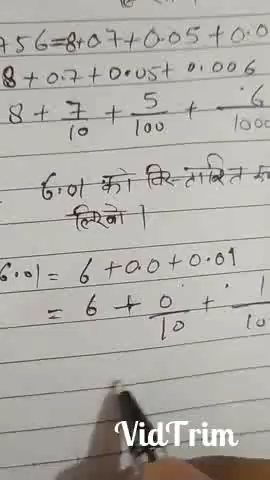 756=8+0.7+0.05+0.0
8+0.7+0.05+0.006
8 + 7/10 + 5/100 + 6/1000
6.01 को विस्तारित
लिखो।
6.01 = 6+0.0+0.01
= 6 + 0/10 + 1/10
VidTrim